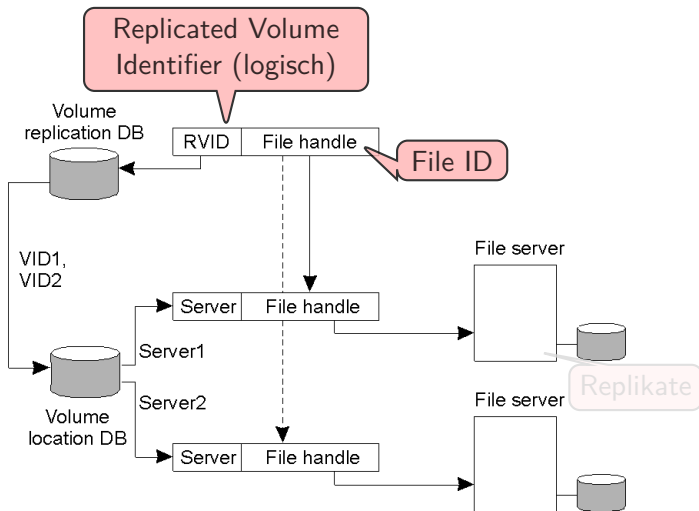 Replicated Volume
Identifier (logisch)
Volume
replication DB
RVID
File handle
File ID
File server
VID1,
VID2
Server
File handle
Server1
Replikate
Server2
File server
Volume
location DB
Server
File handle